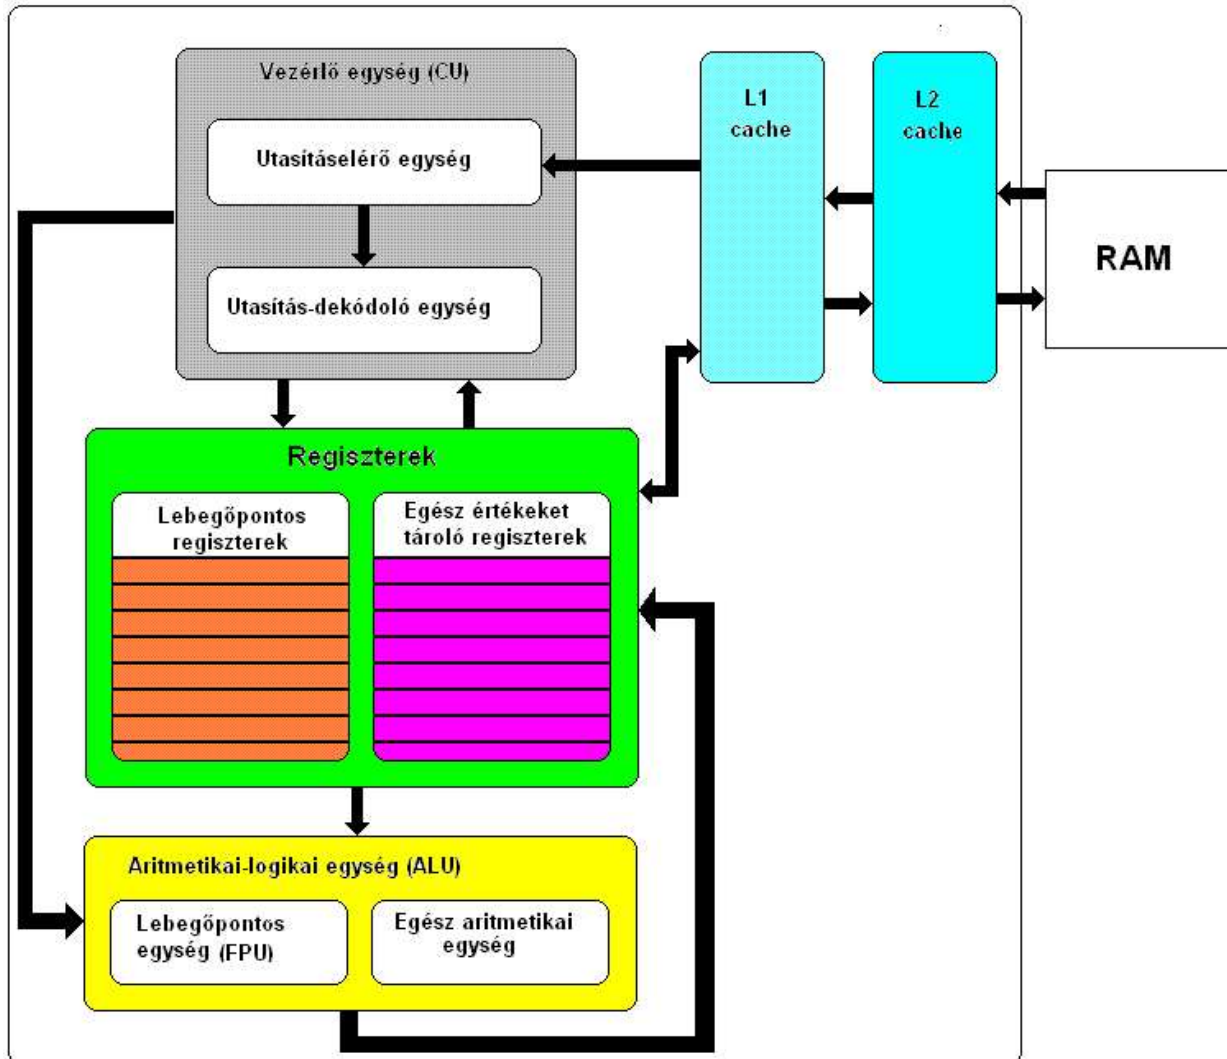 Vezérlő egység (CU)
Utasításelérő egység
Utasítás-dekódoló egység
L1
cache
L2
cache
RAM
Regiszterek
Lebegőpontos
regiszterek
Egész értékeket
tároló regiszterek
Aritmetikai-logikai egység (ALU)
Lebegőpontos
egység (FPU)
Egész aritmetikai
egység